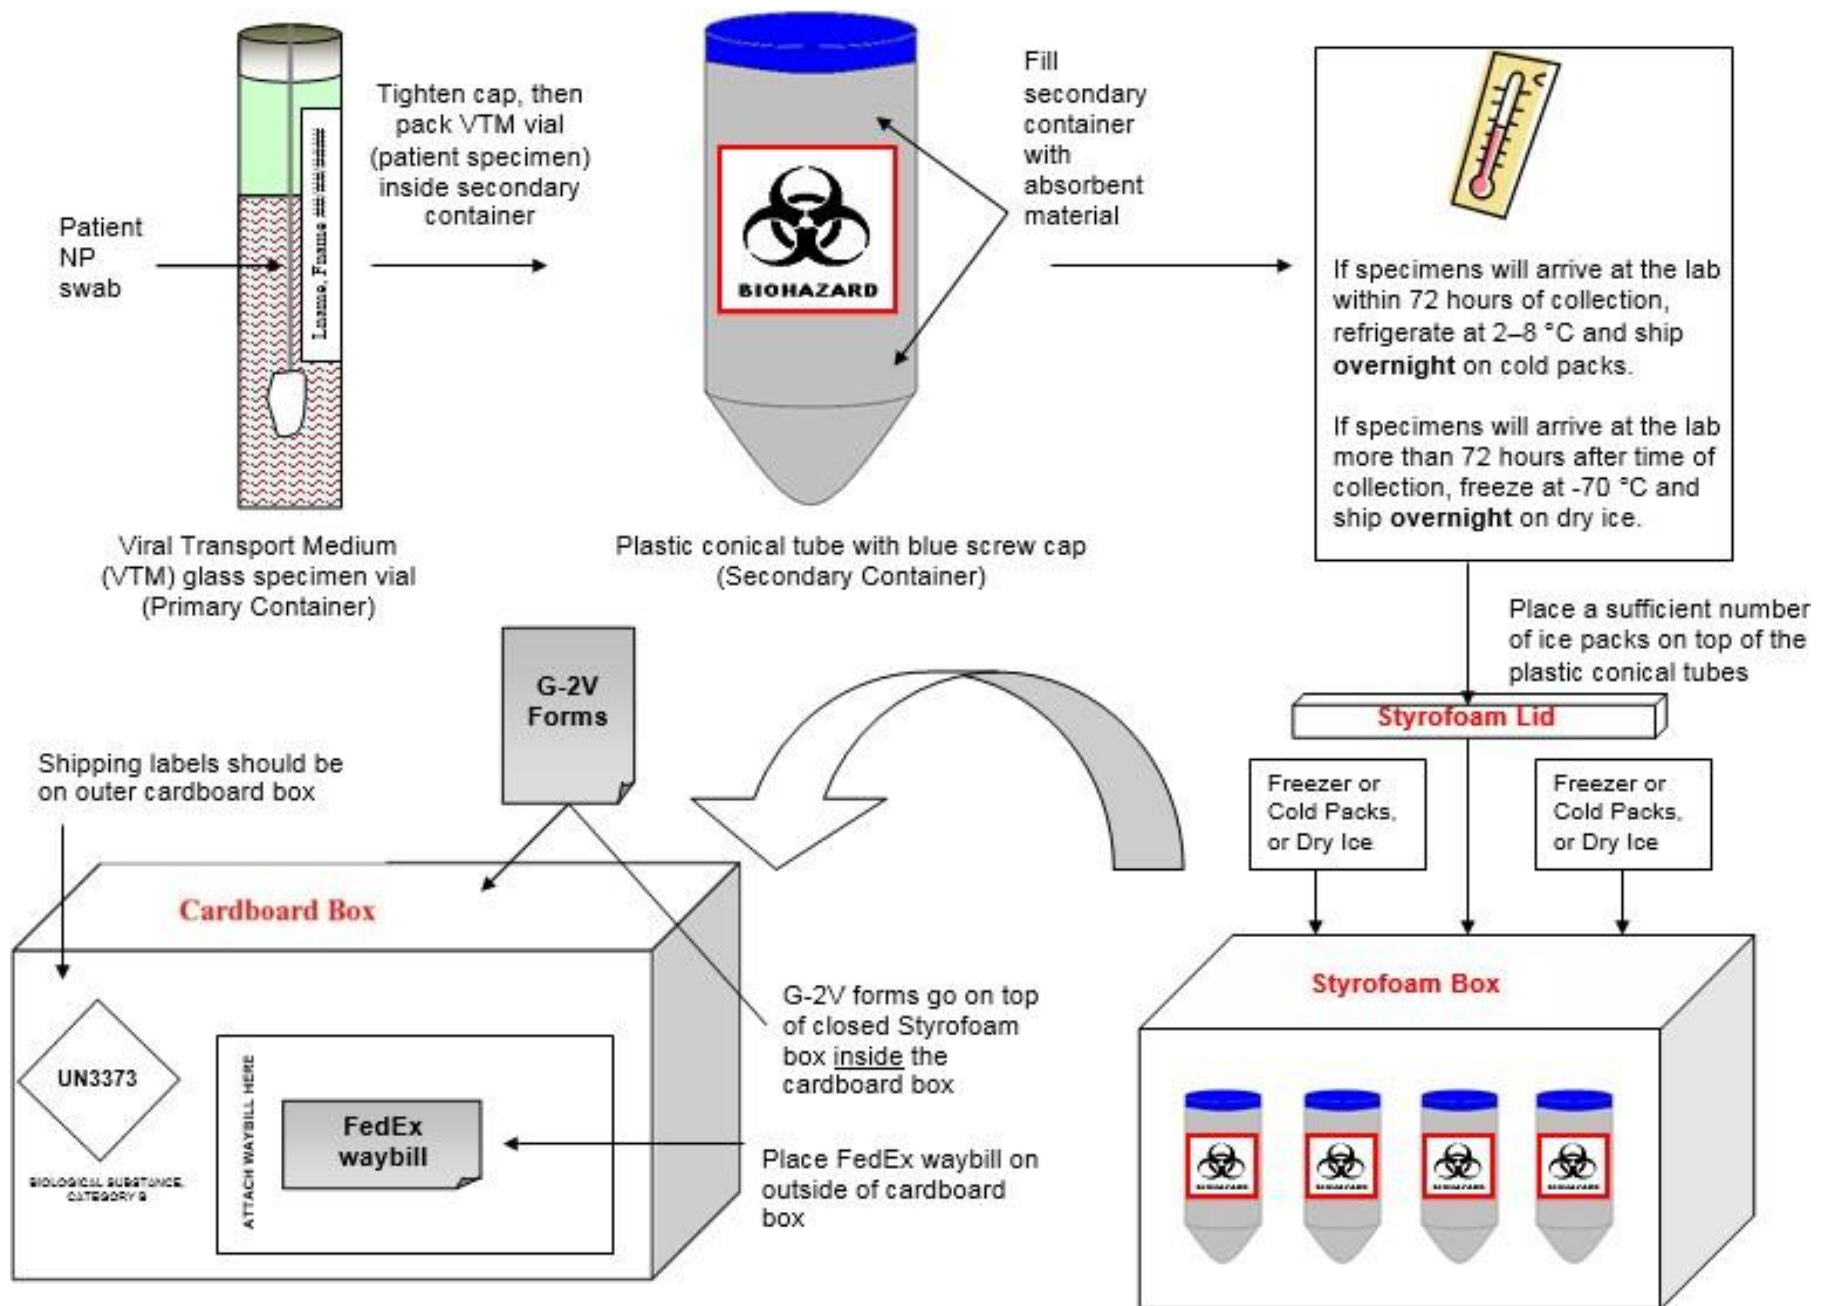 Patient
NP
swab
Lname, Fname ##/##/####
Tighten cap, then
pack VTM vial
(patient specimen)
inside secondary
container
Viral Transport Medium
(VTM) glass specimen vial
(Primary Container)
BIOHAZARD
Plastic conical tube with blue screw cap
(Secondary Container)
Fill
secondary
container
with
absorbent
material
If specimens will arrive at the lab
within 72 hours of collection,
refrigerate at 2–8 °C and ship
overnight on cold packs.
If specimens will arrive at the lab
more than 72 hours after time of
collection, freeze at -70 °C and
ship overnight on dry ice.
Place a sufficient number
of ice packs on top of the
plastic conical tubes
Styrofoam Lid
Freezer or
Cold Packs,
or Dry Ice
Freezer or
Cold Packs,
or Dry Ice
Styrofoam Box
BIOHAZARD
BIOHAZARD
BIOHAZARD
BIOHAZARD
G-2V
Forms
Shipping labels should be
on outer cardboard box
Cardboard Box
UN3373
BIOLOGICAL SUBSTANCE,
CATEGORY B
ATTACH WAYBILL HERE
FedEx
waybill
G-2V forms go on top
of closed Styrofoam
box inside the
cardboard box
Place FedEx waybill on
outside of cardboard
box